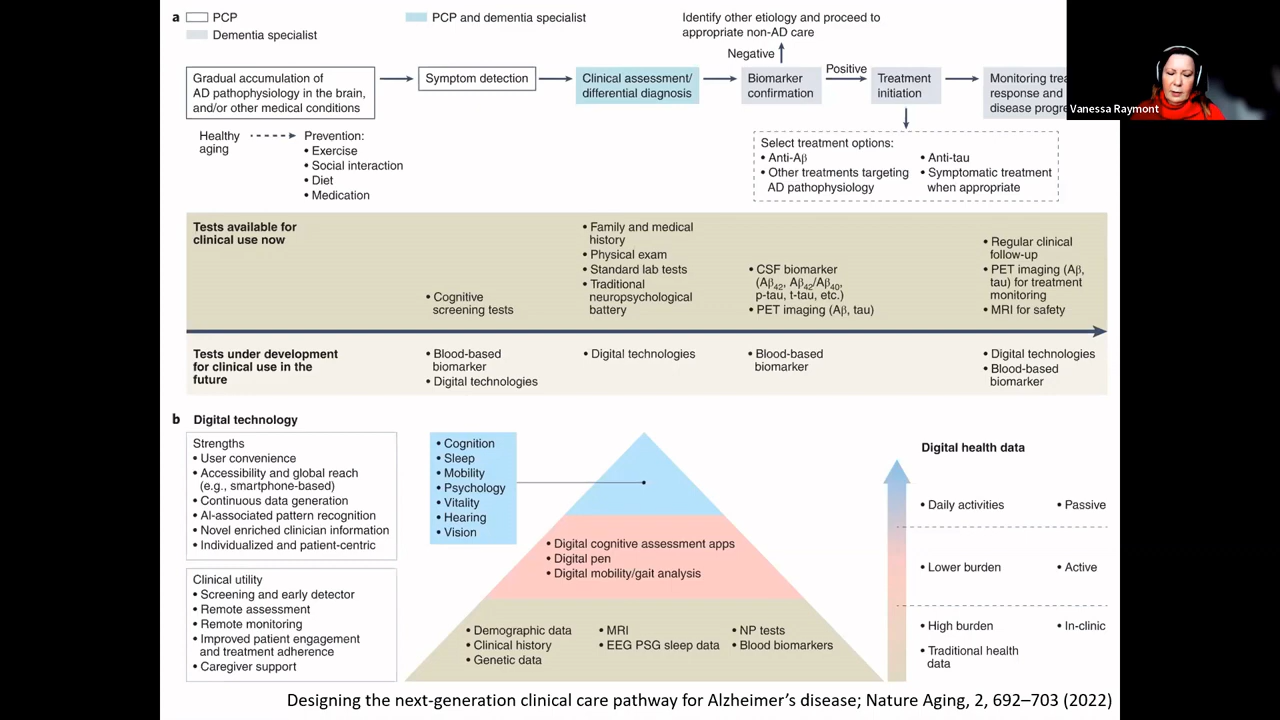 a
PCP
PCP and dementia specialist
Dementia specialist
Identify other etiology and proceed to
appropriate non-AD care
Negative
Gradual accumulation of
AD pathophysiology in the brain,
and/or other medical conditions
Symptom detection
Clinical assessment/
differential diagnosis
Biomarker
confirmation
Positive
Treatment
initiation
Monitoring
response and
disease
Vanessa Raymont
Healthy
aging
Prevention:
• Exercise
• Social interaction
• Diet
• Medication
Select treatment options:
• Anti-Aβ
• Other treatments targeting
AD pathophysiology
• Anti-tau
• Symptomatic treatment
when appropriate
Tests available for
clinical use now
• Cognitive
screening tests
• Family and medical
history
• Physical exam
• Standard lab tests
• Traditional
neuropsychological
battery
• CSF biomarker
(Aβ42, Aβ42/Aβ40,
p-tau, t-tau, etc.)
• PET imaging (Aβ, tau)
• Regular clinical
follow-up
• PET imaging (Aβ,
tau) for treatment
monitoring
• MRI for safety
Tests under development
for clinical use in the
future
• Blood-based
biomarker
• Digital technologies
• Digital technologies
• Blood-based
biomarker
• Digital technologies
• Blood-based
biomarker
b Digital technology
Strengths
• User convenience
• Accessibility and global reach
(e.g., smartphone-based)
• Continuous data generation
• AI-associated pattern recognition
• Novel enriched clinician information
• Individualized and patient-centric
Clinical utility
• Screening and early detector
• Remote assessment
• Remote monitoring
• Improved patient engagement
and treatment adherence
• Caregiver support
• Cognition
• Sleep
• Mobility
• Psychology
• Vitality
• Hearing
• Vision
• Digital cognitive assessment apps
• Digital pen
• Digital mobility/gait analysis
• Demographic data
• Clinical history
• Genetic data
• MRI
• EEG PSG sleep data
• NP tests
• Blood biomarkers
Digital health data
• Daily activities
• Passive
• Lower burden
• Active
• High burden
• In-clinic
• Traditional health
data
Designing the next-generation clinical care pathway for Alzheimer's disease; Nature Aging, 2, 692–703 (2022)